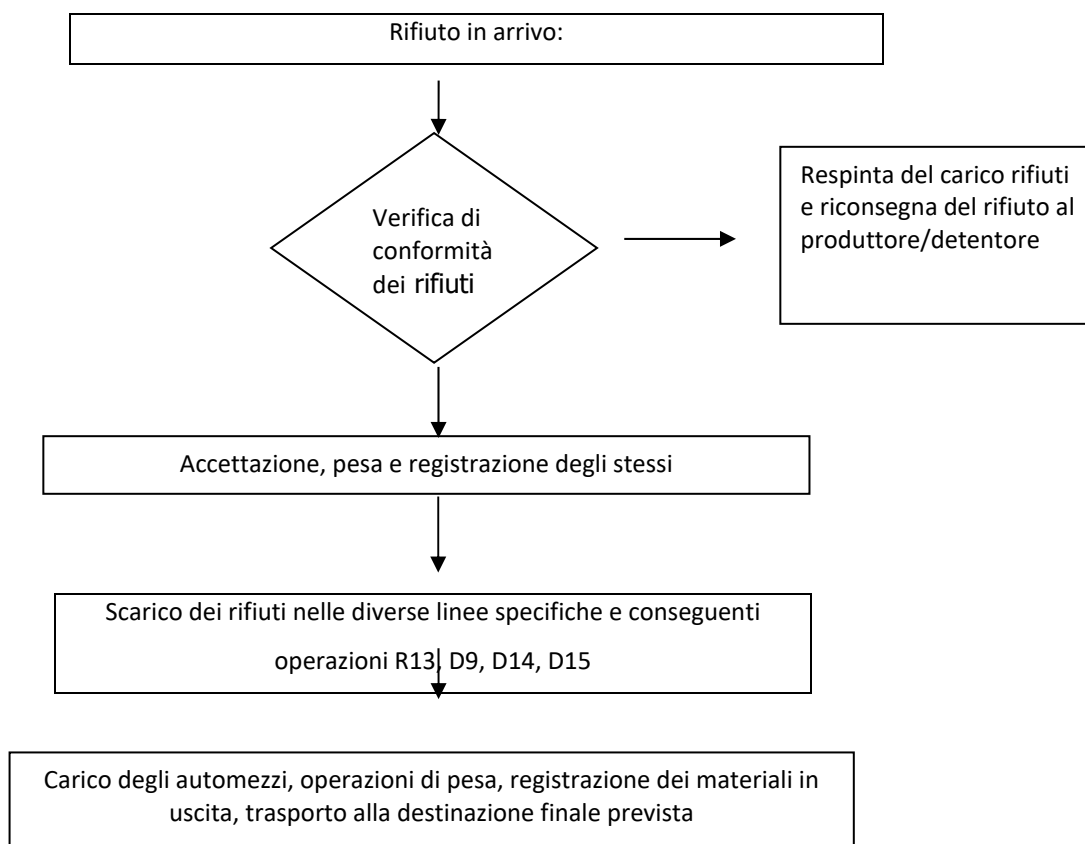 Rifiuto in arrivo:
Verifica di
conformità
dei rifiuti
Respinta del carico rifiuti
e riconsegna del rifiuto al
produttore/detentore
Accettazione, pesa e registrazione degli stessi
Scarico dei rifiuti nelle diverse linee specifiche e conseguenti
operazioni R13, D9, D14, D15
Carico degli automezzi, operazioni di pesa, registrazione dei materiali in
uscita, trasporto alla destinazione finale prevista